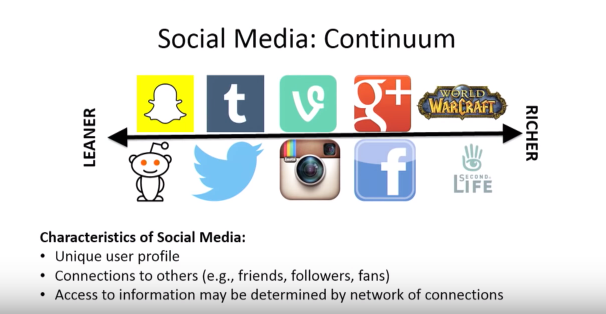 Social Media: Continuum
t
g+
WORLD
WARCRAFT
LEANER
RICHER
f
SECOND
LIFE
Characteristics of Social Media:
• Unique user profile
• Connections to others (e.g., friends, followers, fans)
• Access to information may be determined by network of connections